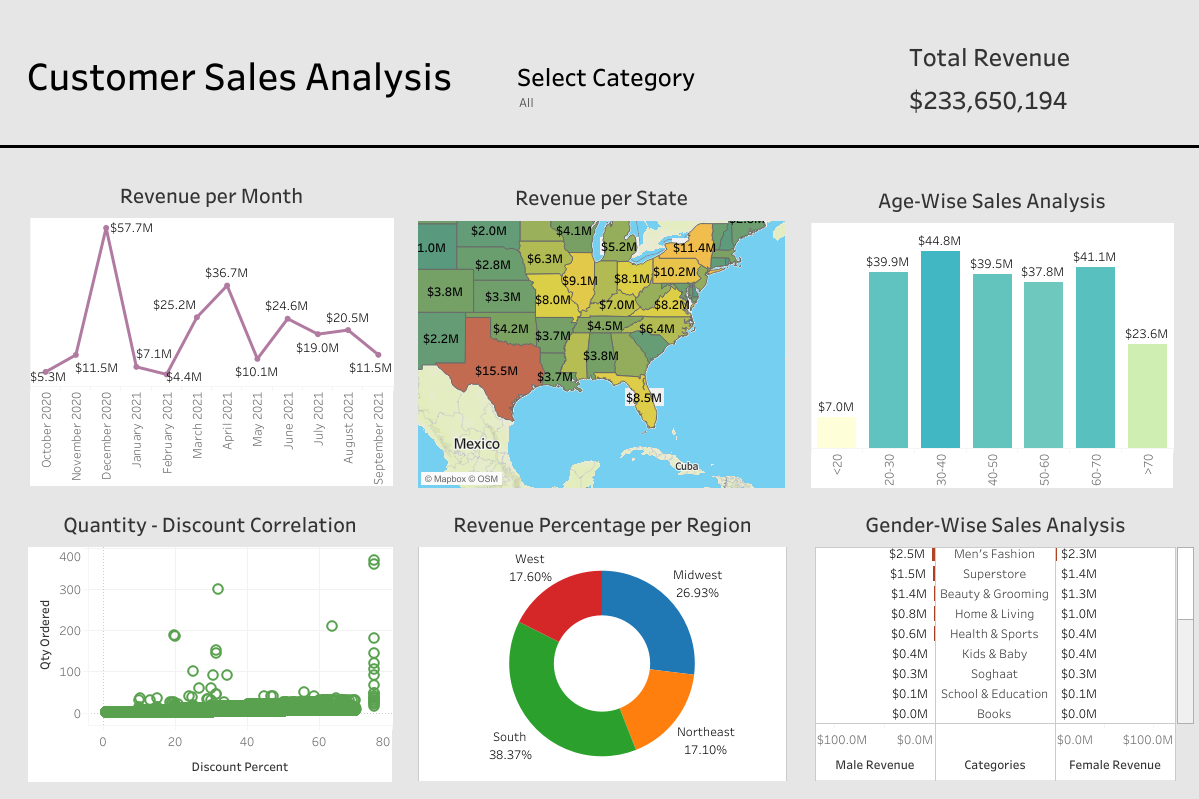 Customer Sales Analysis
Select Category
All
Total Revenue
$233,650,194
Revenue per Month
$57.7M
$36.7M
$25.2M
$24.6M
$20.5M
$19.0M
$7.1M
$11.5M
$10.1M
$11.5M
$5.3M
$4.4M
October 2020
November 2020
December 2020
January 2021
February 2021
March 2021
April 2021
May 2021
June 2021
July 2021
August 2021
September 2021
Revenue per State
$2.0M
$4.1M
1.0M
$5.2M
$11.4M
$6.3M
$2.8M
$10.2M
$9.1M
$8.1M
$3.8M
$3.3M
$8.0M
$7.0M
$8.2M
$4.2M
$4.5M
$6.4M
$2.2M
$3.7M
$3.8M
$15.5M
$3.7M
$8.5M
Mexico
Cuba
© Mapbox © OSM
Age-Wise Sales Analysis
$7.0M
$39.9M
$44.8M
$39.5M
$37.8M
$41.1M
$23.6M
<20
20-30
30-40
40-50
50-60
60-70
>70
Quantity - Discount Correlation
Qty Ordered
400
300
200
100
0
0
20
40
60
80
Discount Percent
Revenue Percentage per Region
West
17.60%
Midwest
26.93%
South
38.37%
Northeast
17.10%
Gender-Wise Sales Analysis
$2.5M Men's Fashion $2.3M
$1.5M Superstore $1.4M
$1.4M Beauty & Grooming $1.3M
$0.8M Home & Living $1.0M
$0.6M Health & Sports $0.4M
$0.4M Kids & Baby $0.4M
$0.3M Soghaat $0.3M
$0.1M School & Education $0.1M
$0.0M Books $0.0M
$100.0M $0.0M $0.0M $100.0M
Male Revenue Categories Female Revenue